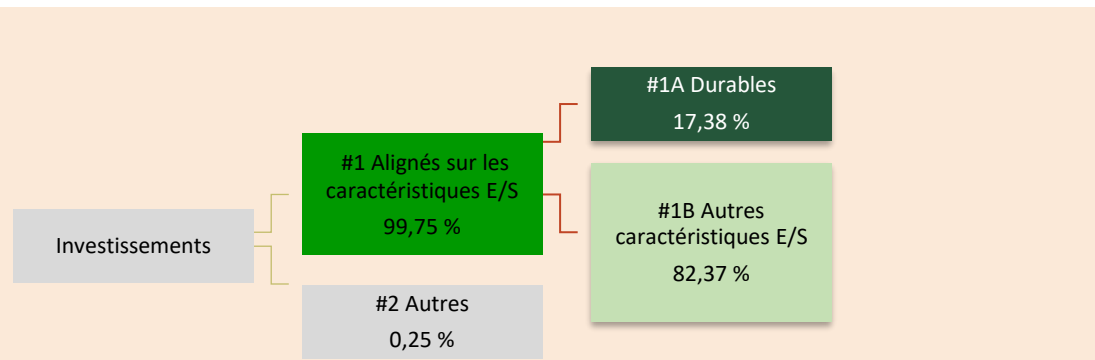 Investissements
#1 Alignés sur les
caractéristiques E/S
99,75 %
#2 Autres
0,25 %
#1A Durables
17,38 %
#1B Autres
caractéristiques E/S
82,37 %